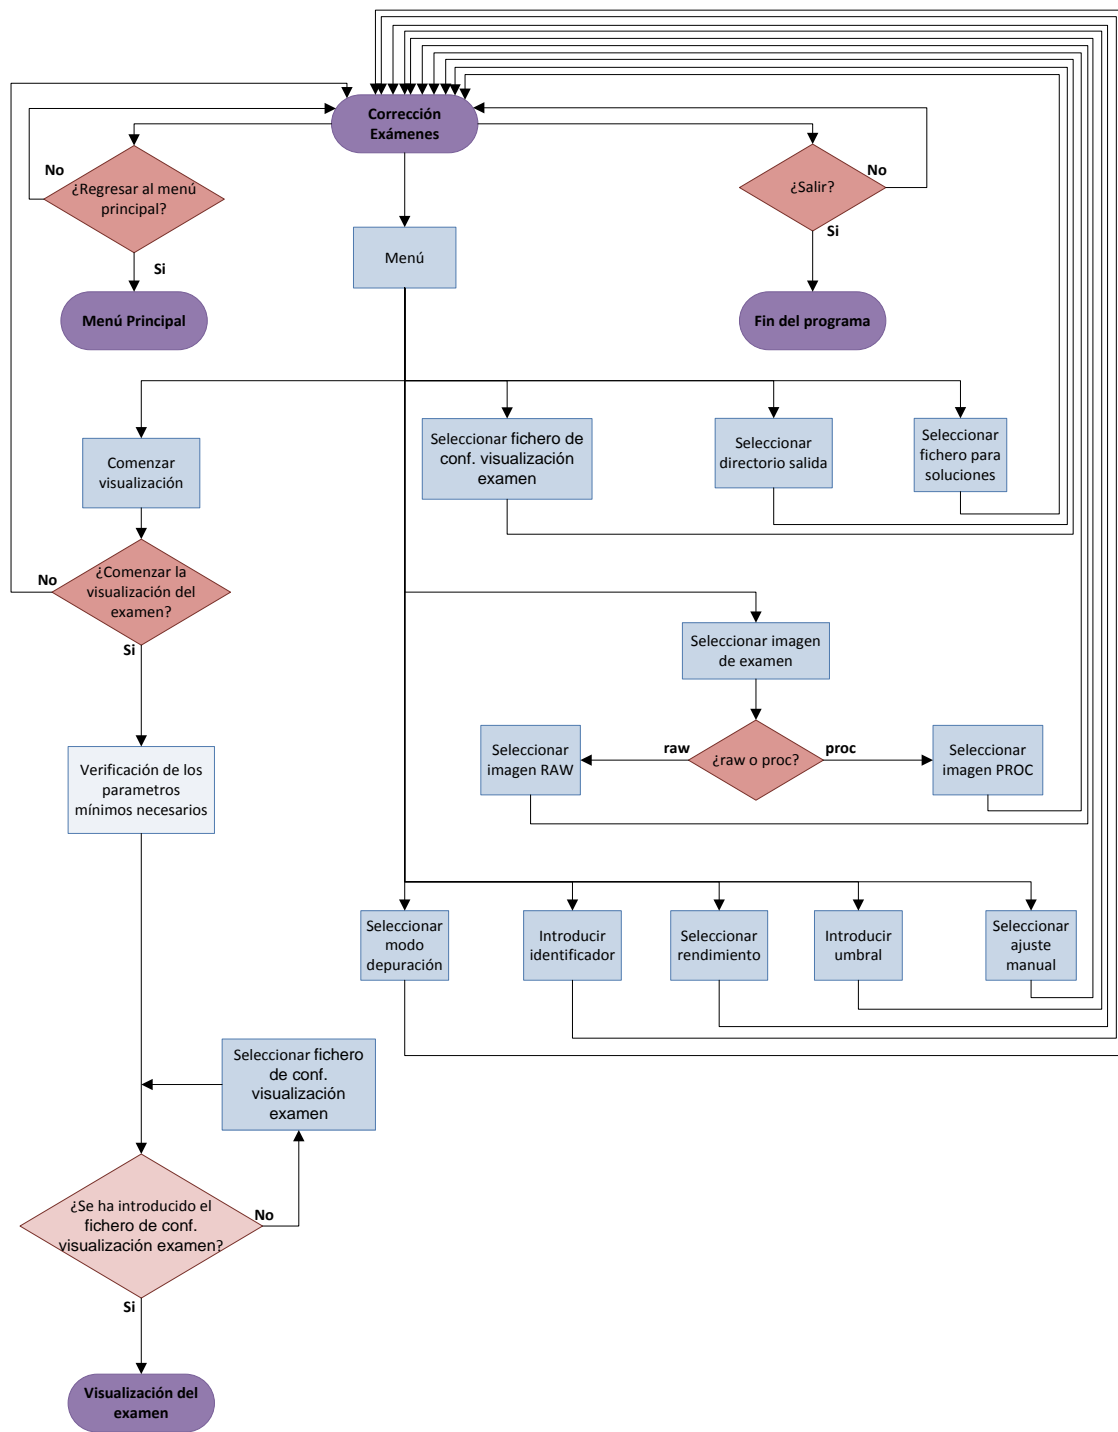 Corrección
Exámenes
No
¿Regresar al menú
principal?
Si
Menú Principal
Menú
¿Salir?
No
Si
Fin del programa
Comenzar
visualización
Seleccionar fichero de
conf. visualización
examen
Seleccionar
directorio salida
Seleccionar
fichero para
soluciones
No
¿Comenzar la
visualización del
examen?
Si
Seleccionar imagen
de examen
Seleccionar
imagen RAW
raw
¿raw o proc?
proc
Seleccionar
imagen PROC
Verificación de los
parametros
mínimos necesarios
Seleccionar
modo
depuración
Introducir
identificador
Seleccionar
rendimiento
Introducir
umbral
Seleccionar
ajuste
manual
Seleccionar fichero
de conf.
visualización
examen
¿Se ha introducido el
fichero de conf.
visualización examen?
No
Si
Visualización del
examen